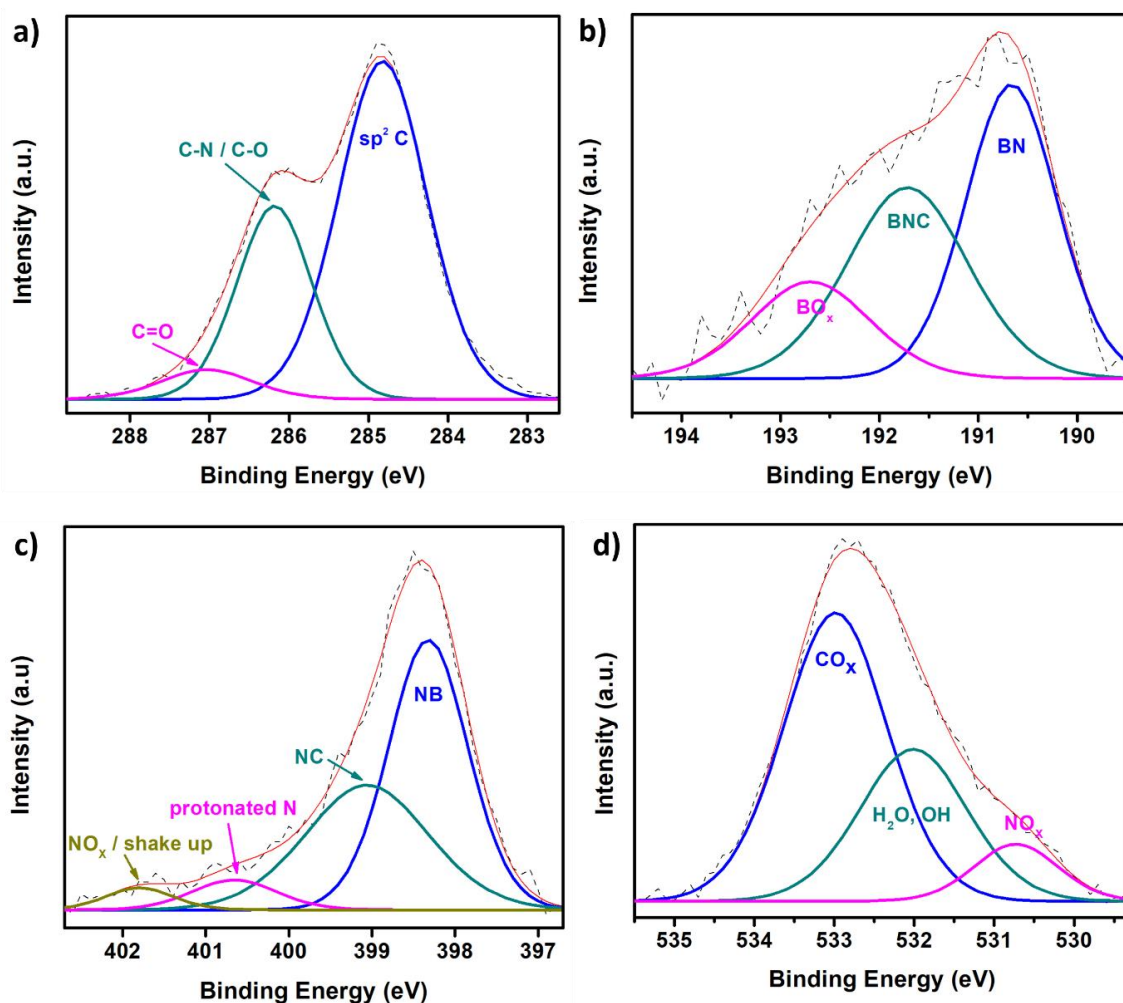 a)
sp² C
C-N / C-O
C=O
Intensity (a.u.)
288 287 286 285 284 283
Binding Energy (eV)
b)
BN
BNC
BOₓ
Intensity (a.u.)
194 193 192 191 190
Binding Energy (eV)
c)
NB
NC
protonated N
NOₓ / shake up
Intensity (a.u)
402 401 400 399 398 397
Binding Energy (eV)
d)
COₓ
H₂O, OH
NOₓ
Intensity (a.u.)
535 534 533 532 531 530
Binding Energy (eV)